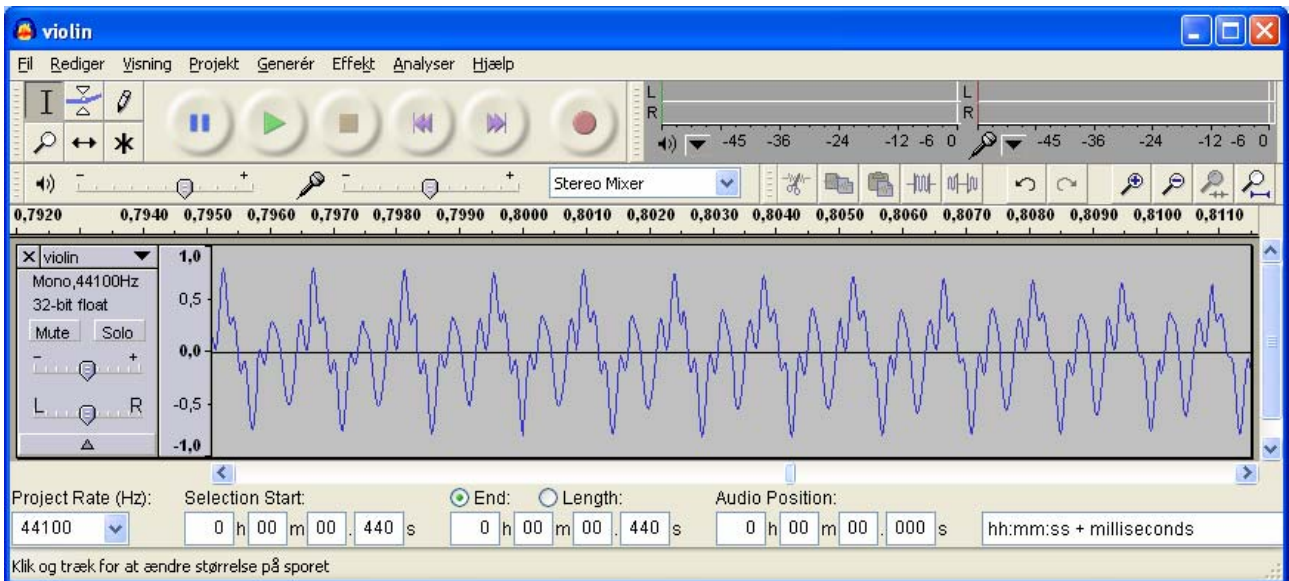 violin
Fil Rediger Visning Projekt Generér Effekt Analyser Hjælp
L
R
-45 -36 -24 -12 -6 0
L
R
-45 -36 -24 -12 -6 0
- +
- +
Stereo Mixer
0,7920 0,7940 0,7950 0,7960 0,7970 0,7980 0,7990 0,8000 0,8010 0,8020 0,8030 0,8040 0,8050 0,8060 0,8070 0,8080 0,8090 0,8100 0,8110
X violin
Mono,44100Hz
32-bit float
Mute Solo
- +
L R
1,0
0,5
0,0
-0,5
-1,0
Project Rate (Hz): Selection Start: End: Length: Audio Position:
44100 0 h 00 m 00 . 440 s 0 h 00 m 00 . 440 s 0 h 00 m 00 . 000 s hh:mm:ss + milliseconds
Klik og træk for at ændre størrelse på sporet